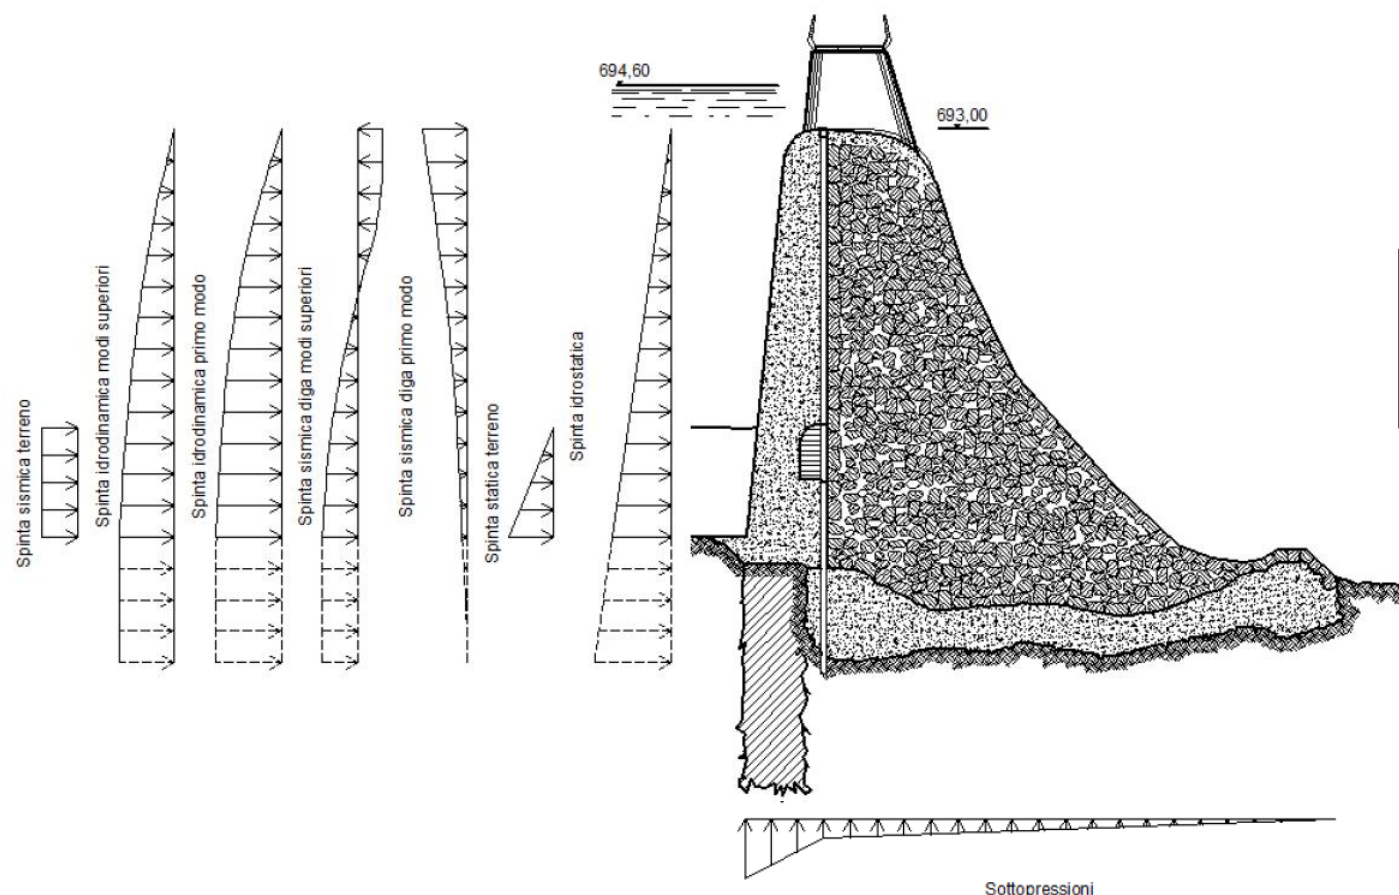 694,60
693,00
Spinta sismica terreno
Spinta idrodinamica modi superiori
Spinta idrodinamica primo modo
Spinta sismica diga modi superiori
Spinta sismica diga primo modo
Spinta statica terreno
Spinta idrostatica
Sottopressioni